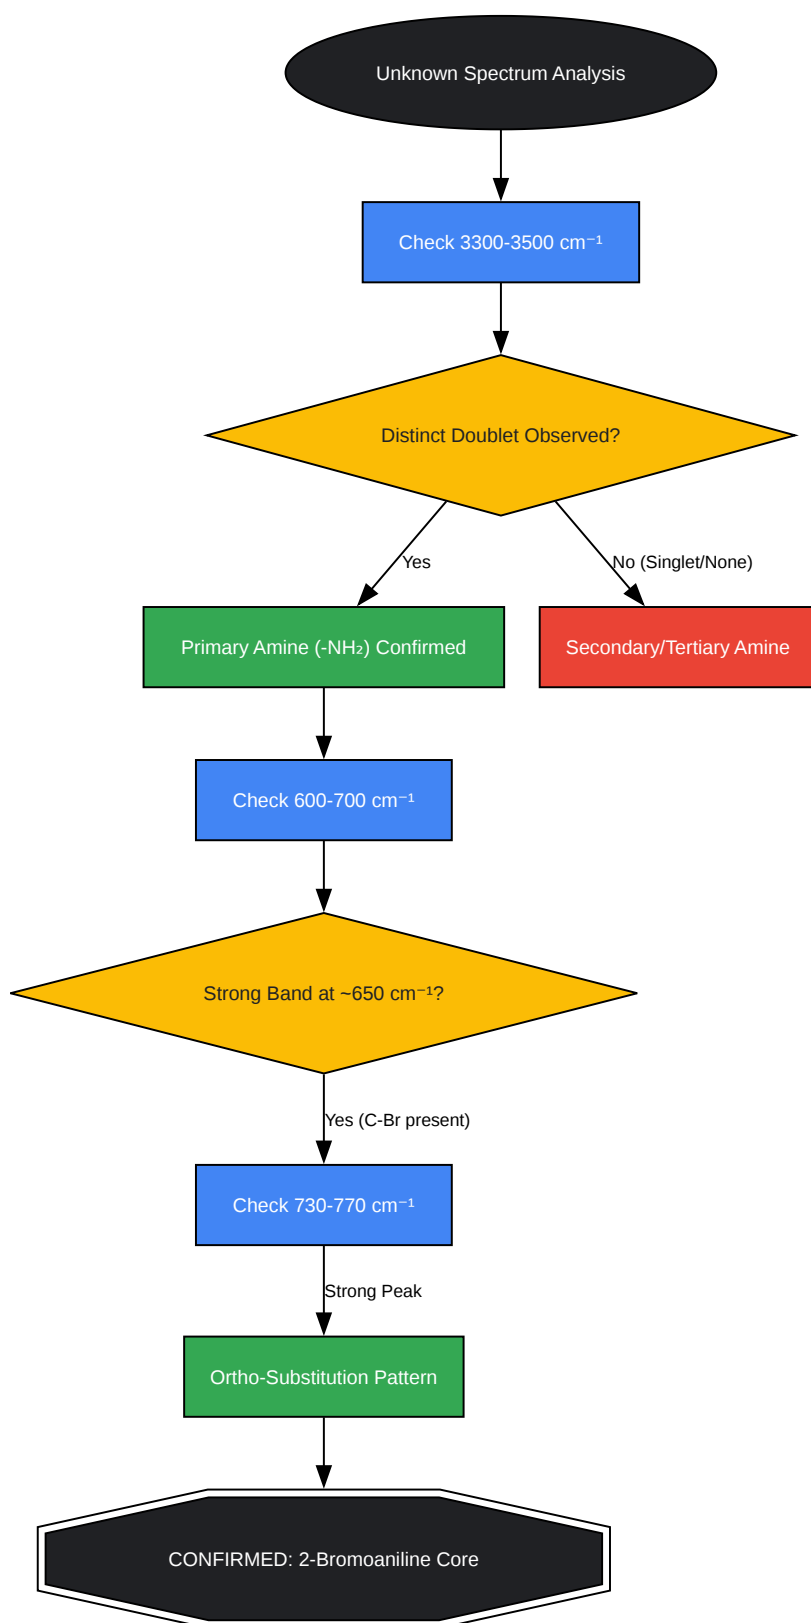 Unknown Spectrum Analysis
Check 3300-3500 cm⁻¹
Distinct Doublet Observed?
Yes
No (Singlet/None)
Primary Amine (-NH₂) Confirmed
Secondary/Tertiary Amine
Check 600-700 cm⁻¹
Strong Band at ~650 cm⁻¹?
Yes (C-Br present)
Check 730-770 cm⁻¹
Strong Peak
Ortho-Substitution Pattern
CONFIRMED: 2-Bromoaniline Core